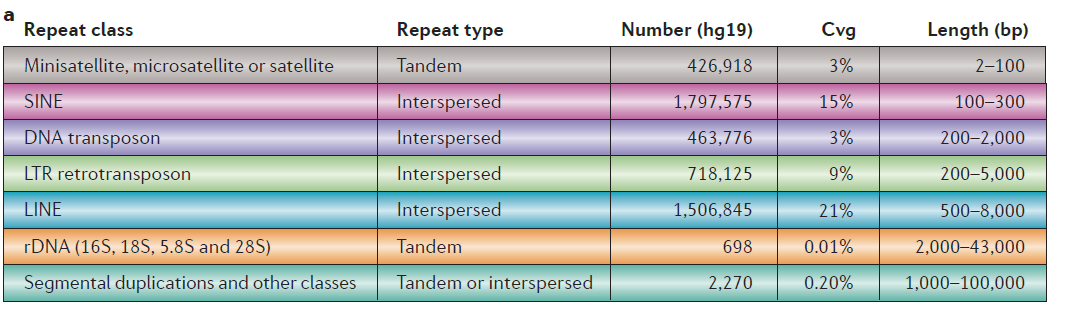 a
Repeat class Repeat type Number (hg19) Cvg Length (bp)
Minisatellite, microsatellite or satellite Tandem 426,918 3% 2–100
SINE Interspersed 1,797,575 15% 100–300
DNA transposon Interspersed 463,776 3% 200–2,000
LTR retrotransposon Interspersed 718,125 9% 200–5,000
LINE Interspersed 1,506,845 21% 500–8,000
rDNA (16S, 18S, 5.8S and 28S) Tandem 698 0.01% 2,000–43,000
Segmental duplications and other classes Tandem or interspersed 2,270 0.20% 1,000–100,000